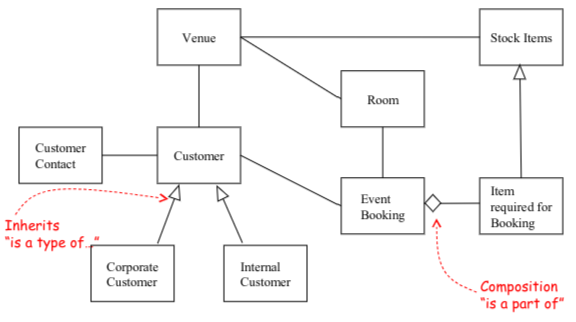 Venue
Stock Items
Room
Customer
Contact
Customer
Event
Booking
Item
required for
Booking
Inherits
"is a type of..."
Corporate
Customer
Internal
Customer
Composition
"is a part of"